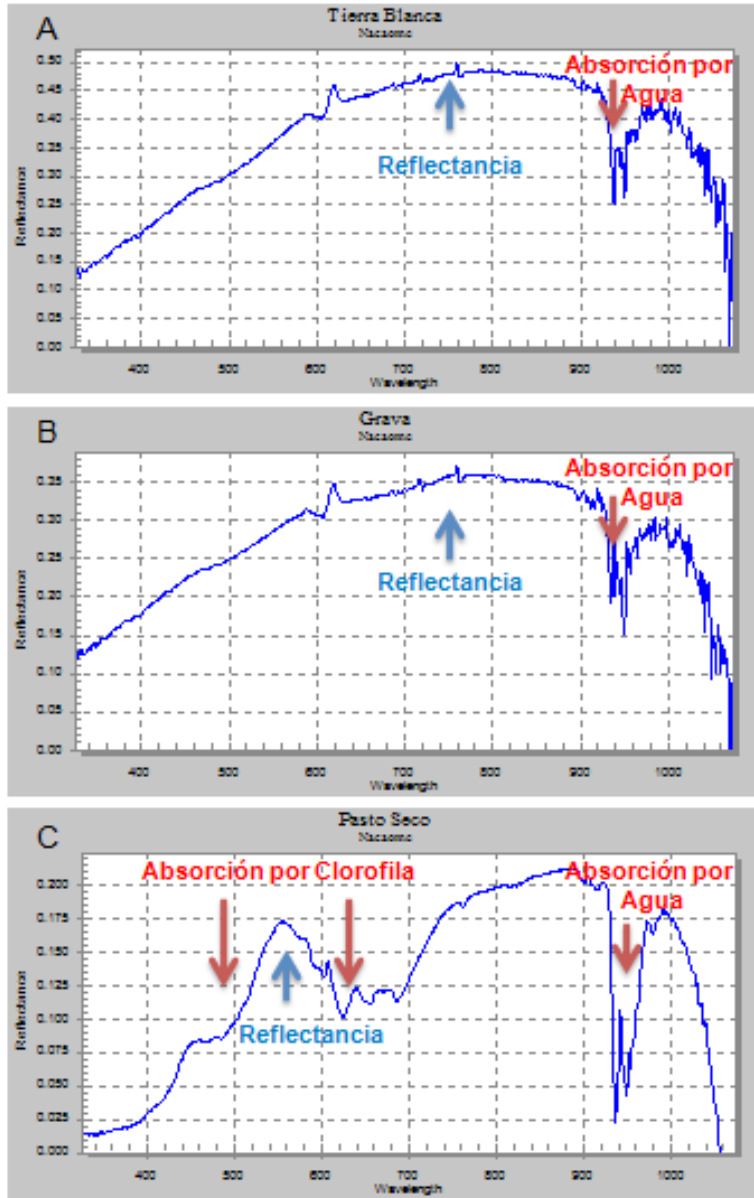 A
Tierra Blanca
Nacaome
Reflectance
0.50
0.45
0.40
0.35
0.30
0.25
0.20
0.15
0.10
0.05
0.00
Absorción por
Agua
Reflectancia
400 500 600 700 800 900 1000
Wavelength
B
Grava
Nacaome
Reflectance
0.25
0.30
0.25
0.20
0.15
0.10
0.05
0.00
Absorción por
Agua
Reflectancia
400 500 600 700 800 900 1000
Wavelength
C
Pasto Seco
Nacaome
Reflectance
0.200
0.175
0.150
0.125
0.100
0.075
0.050
0.025
0.000
Absorción por Clorofila
Absorción por
Agua
Reflectancia
400 500 600 700 800 900 1000
Wavelength